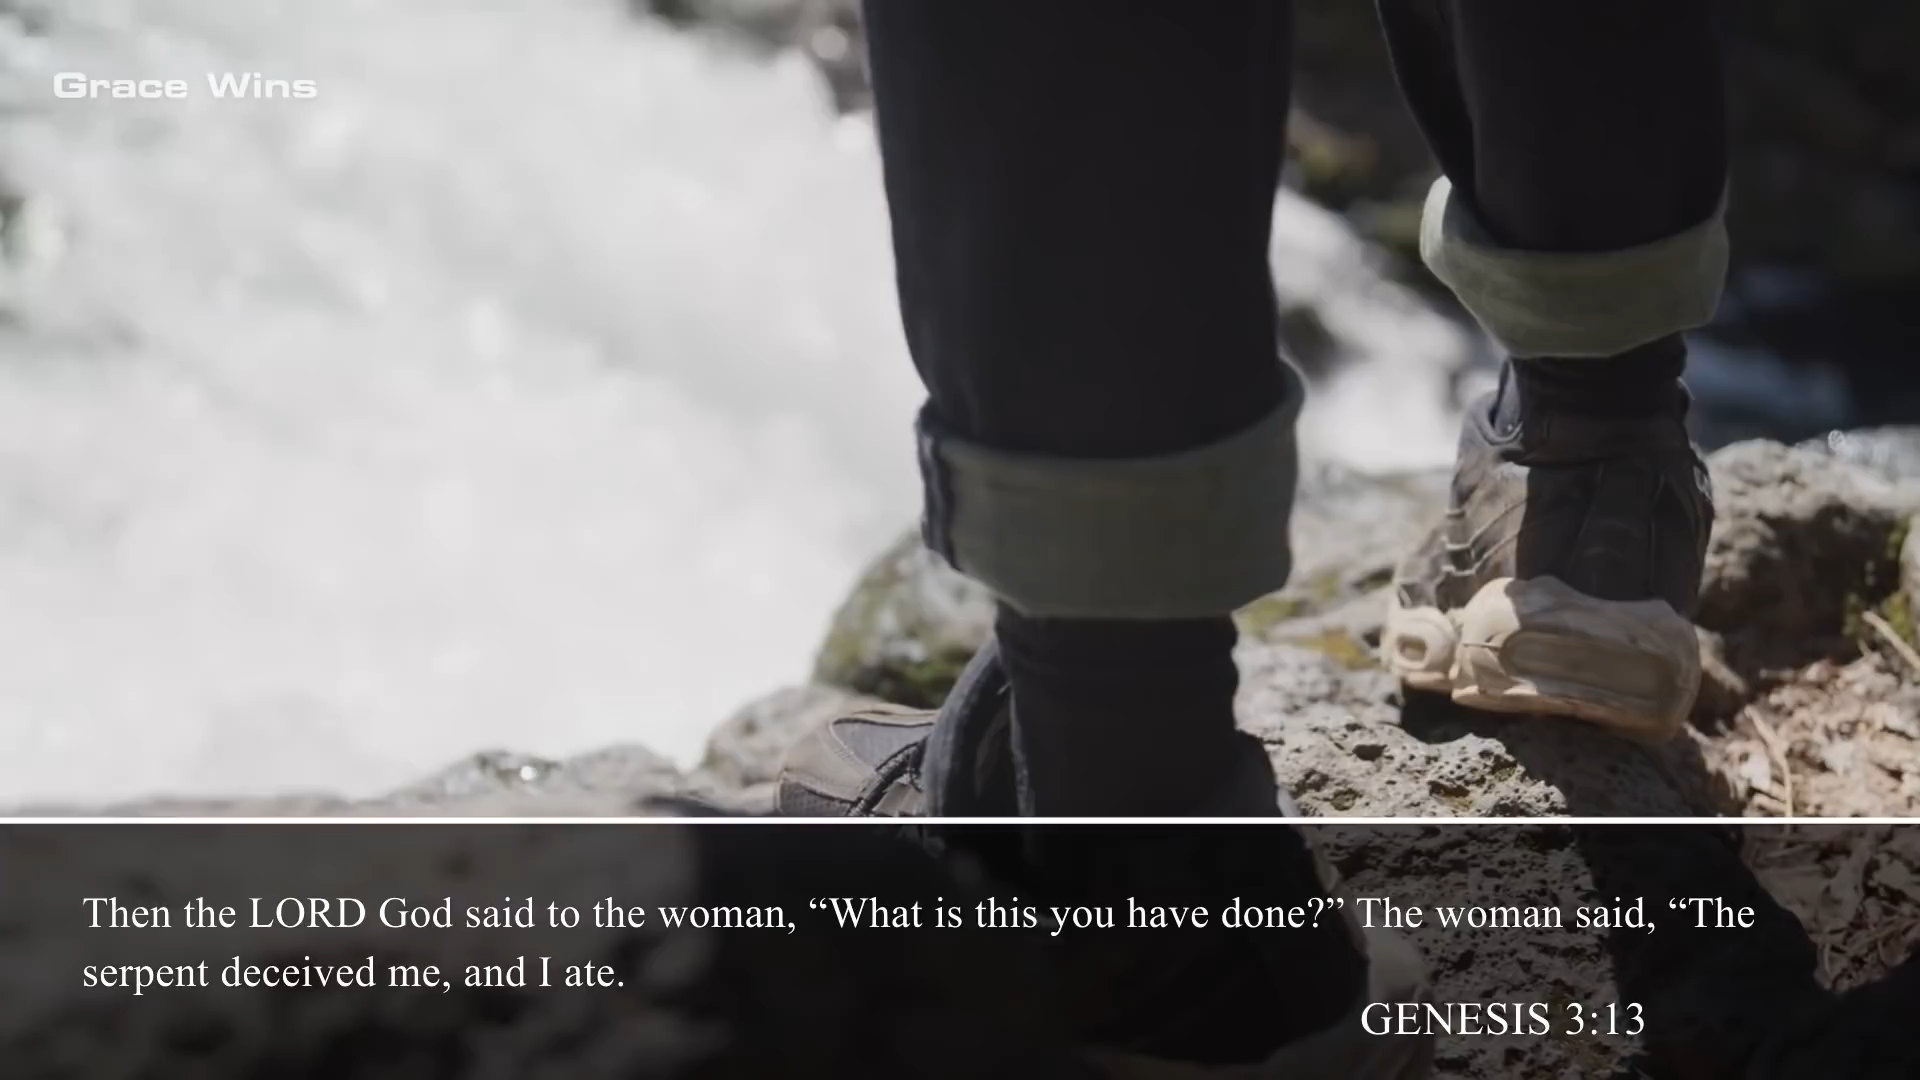 Grace Wins
Then the LORD God said to the woman, “What is this you have done?” The woman said, “The
serpent deceived me, and I ate.
GENESIS 3:13